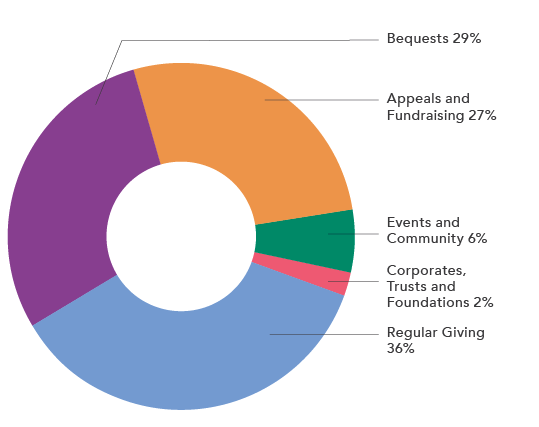 Bequests 29%
Appeals and
Fundraising 27%
Events and
Community 6%
Corporates,
Trusts and
Foundations 2%
Regular Giving
36%